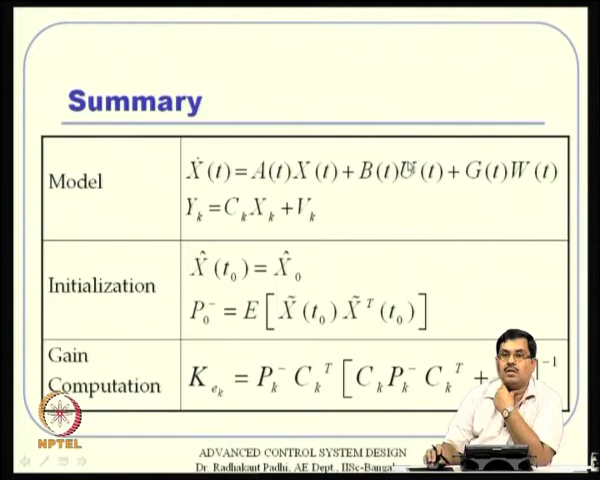 Summary
Model
Ẋ(t) = A(t)X(t) + B(t)U(t) + G(t)W(t)
Y_k = C_k X_k + V_k
Initialization
X̂(t_0) = X̂_0
P_0^- = E[X̃(t_0) X̃^T(t_0)]
Gain
Computation
K_{e_k} = P_k^- C_k^T [C_k P_k^- C_k^T + ^{-1}
NPTEL
ADVANCED CONTROL SYSTEM DESIGN
Dr. Radhakant Padhi, AE Dept., IISc-Banga